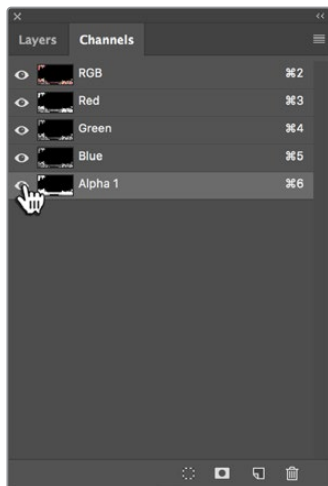 Layers Channels
RGB ⌘2
Red ⌘3
Green ⌘4
Blue ⌘5
Alpha 1 ⌘6